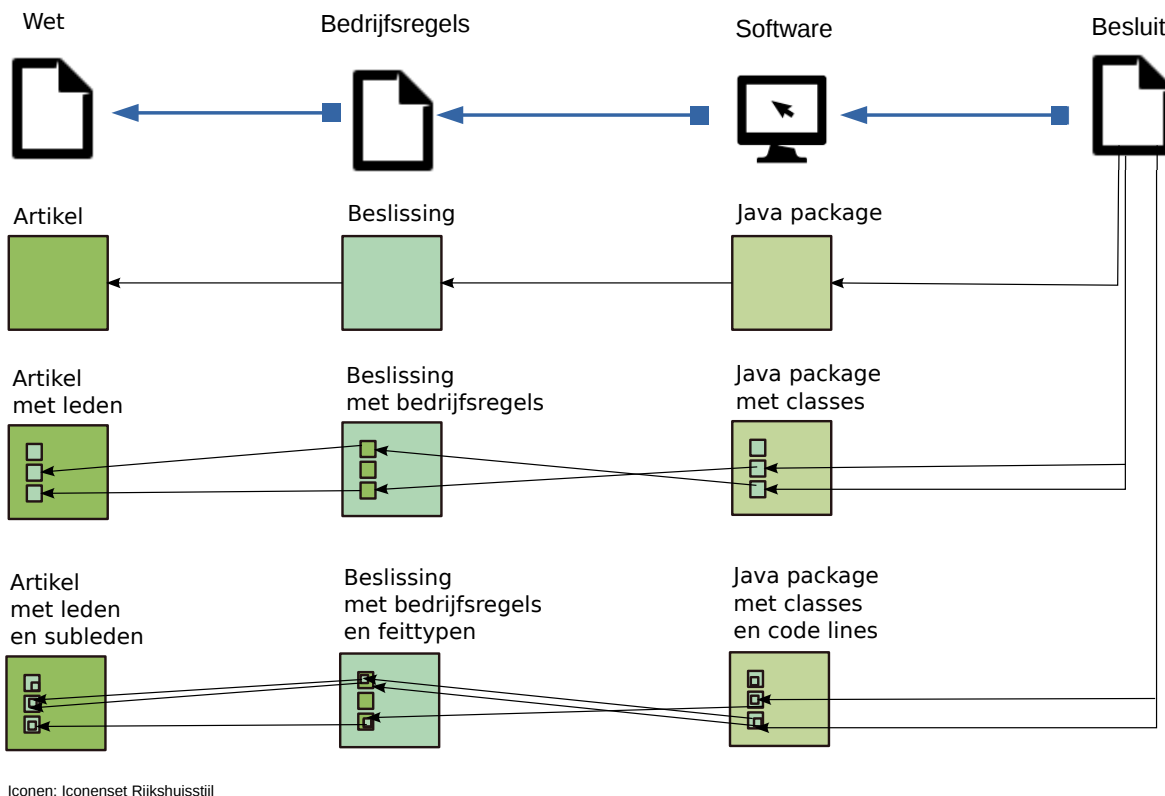 Wet
Bedrijfsregels
Software
Besluit
Artikel
Beslissing
Java package
Artikel
met leden
Beslissing
met bedrijfsregels
Java package
met classes
Artikel
met leden
en subleden
Beslissing
met bedrijfsregels
en feittypen
Java package
met classes
en code lines
Iconen: Iconenset Rijkshuisstijl